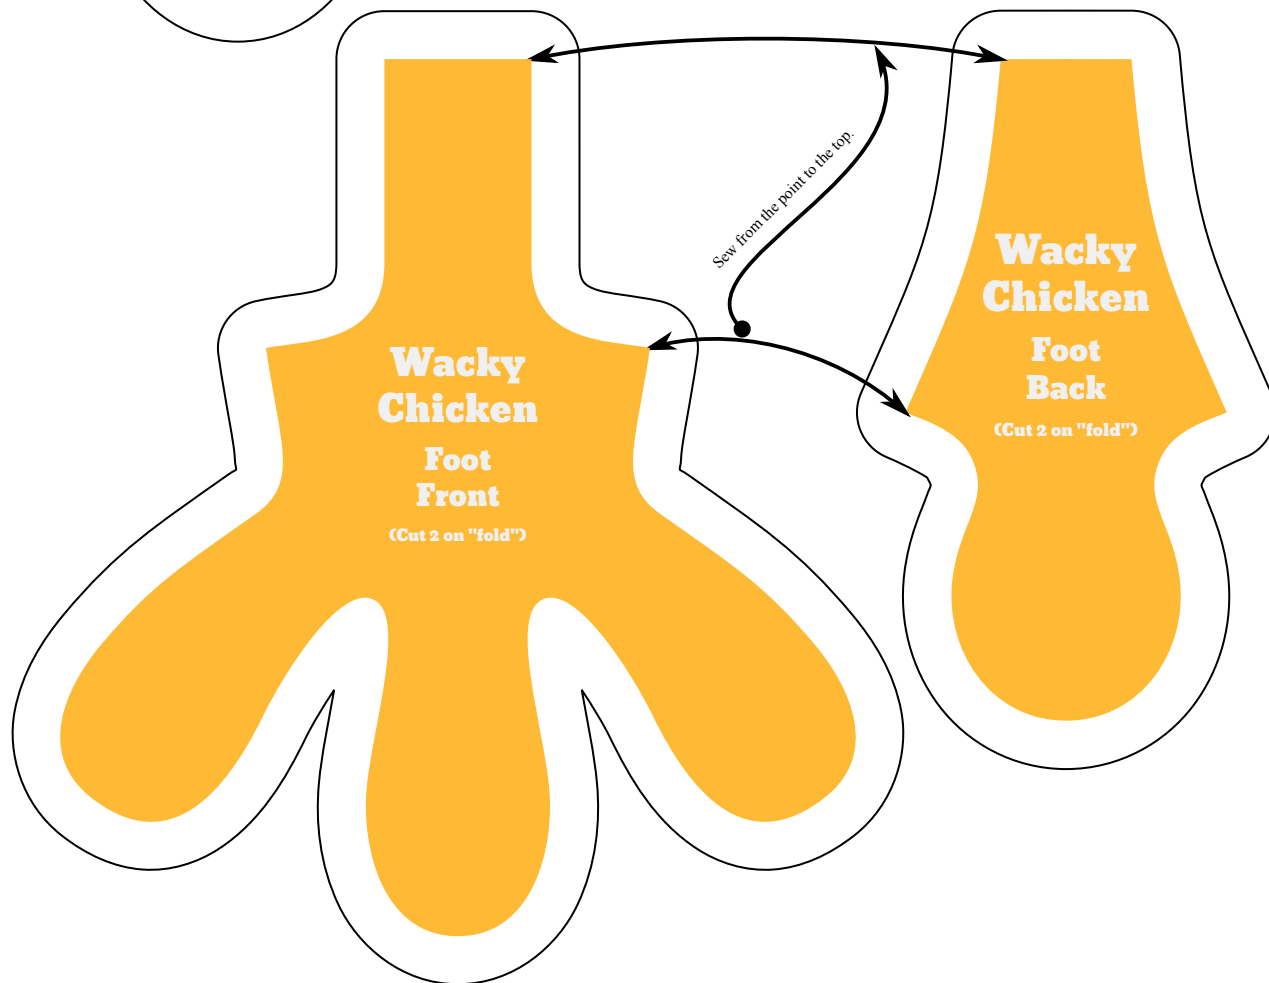 Sew from the point to the top.
Wacky
Chicken
Foot
Front
(Cut 2 on "fold")
Wacky
Chicken
Foot
Back
(Cut 2 on "fold")